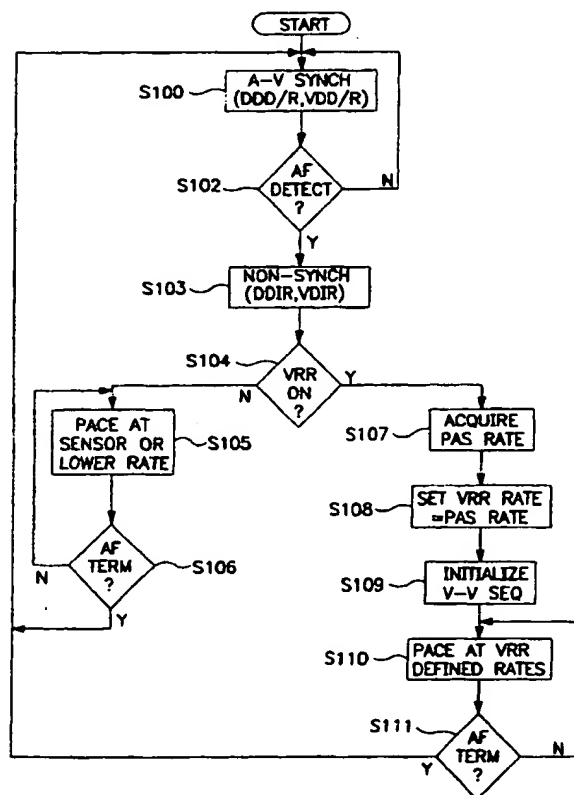 START
A-V SYNCH
(DDD/R,VDD/R)
S100
AF
DETECT
?
S102
N
Y
NON-SYNCH
(DDIR,VDIR)
S103
S104
VRR
ON
?
N
Y
PACE AT
SENSOR OR
LOWER RATE
S105
ACQUIRE
PAS RATE
S107
SET VRR RATE
=PAS RATE
S108
AF
TERM
?
S106
N
Y
INITIALIZE
V-V SEQ
S109
PACE AT VRR
DEFINED RATES
S110
S111
AF
TERM
?
Y
N